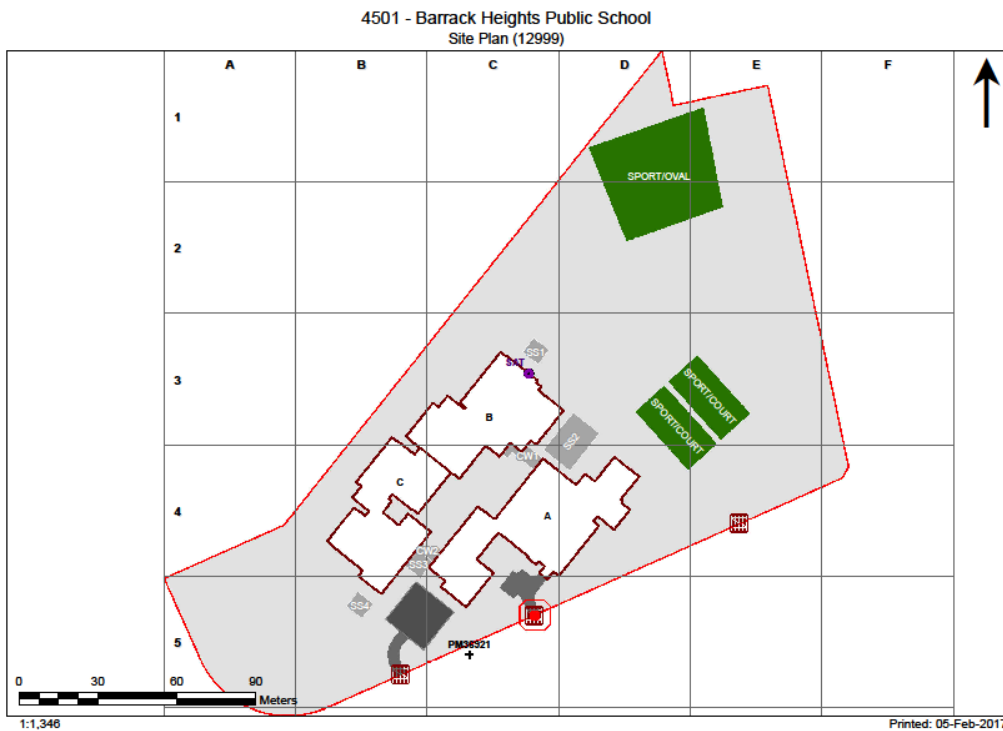 4501 - Barrack Heights Public School
Site Plan (12999)
A B C D E F
1
SPORT/OVAL
2
SS1
SAT
3
SPORT/COURT
SPORT/COURT
B
SS2
CW1
C
4
A
CW2
SS3
SS4
5
PM38921
0 30 60 90
Meters
1:1,346
Printed: 05-Feb-2017